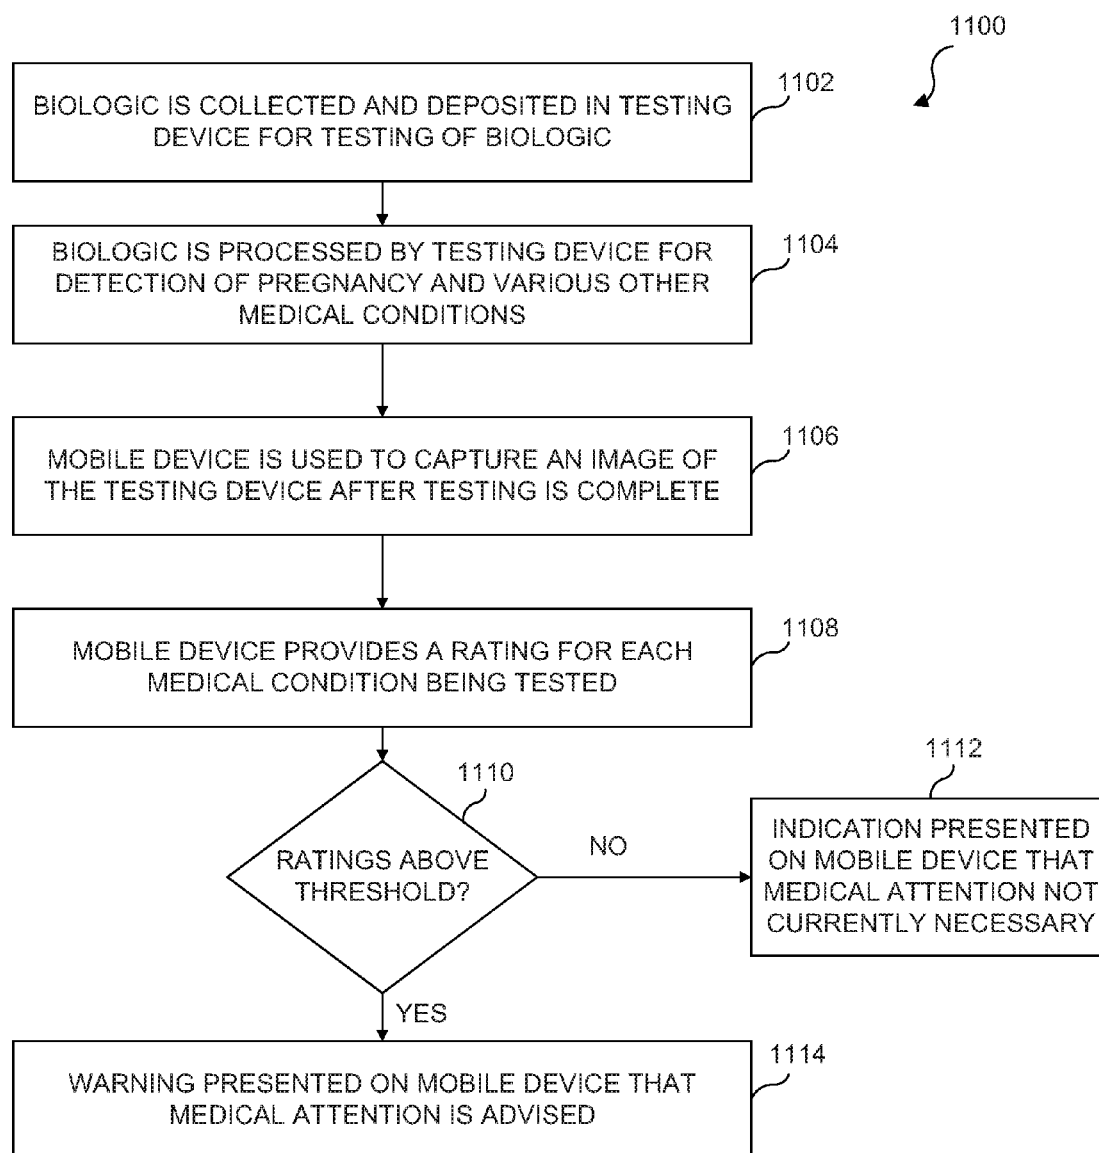 1100
BIOLOGIC IS COLLECTED AND DEPOSITED IN TESTING
DEVICE FOR TESTING OF BIOLOGIC
1102
BIOLOGIC IS PROCESSED BY TESTING DEVICE FOR
DETECTION OF PREGNANCY AND VARIOUS OTHER
MEDICAL CONDITIONS
1104
MOBILE DEVICE IS USED TO CAPTURE AN IMAGE OF
THE TESTING DEVICE AFTER TESTING IS COMPLETE
1106
MOBILE DEVICE PROVIDES A RATING FOR EACH
MEDICAL CONDITION BEING TESTED
1108
RATINGS ABOVE
THRESHOLD?
1110
NO
1112
INDICATION PRESENTED
ON MOBILE DEVICE THAT
MEDICAL ATTENTION NOT
CURRENTLY NECESSARY
YES
WARNING PRESENTED ON MOBILE DEVICE THAT
MEDICAL ATTENTION IS ADVISED
1114